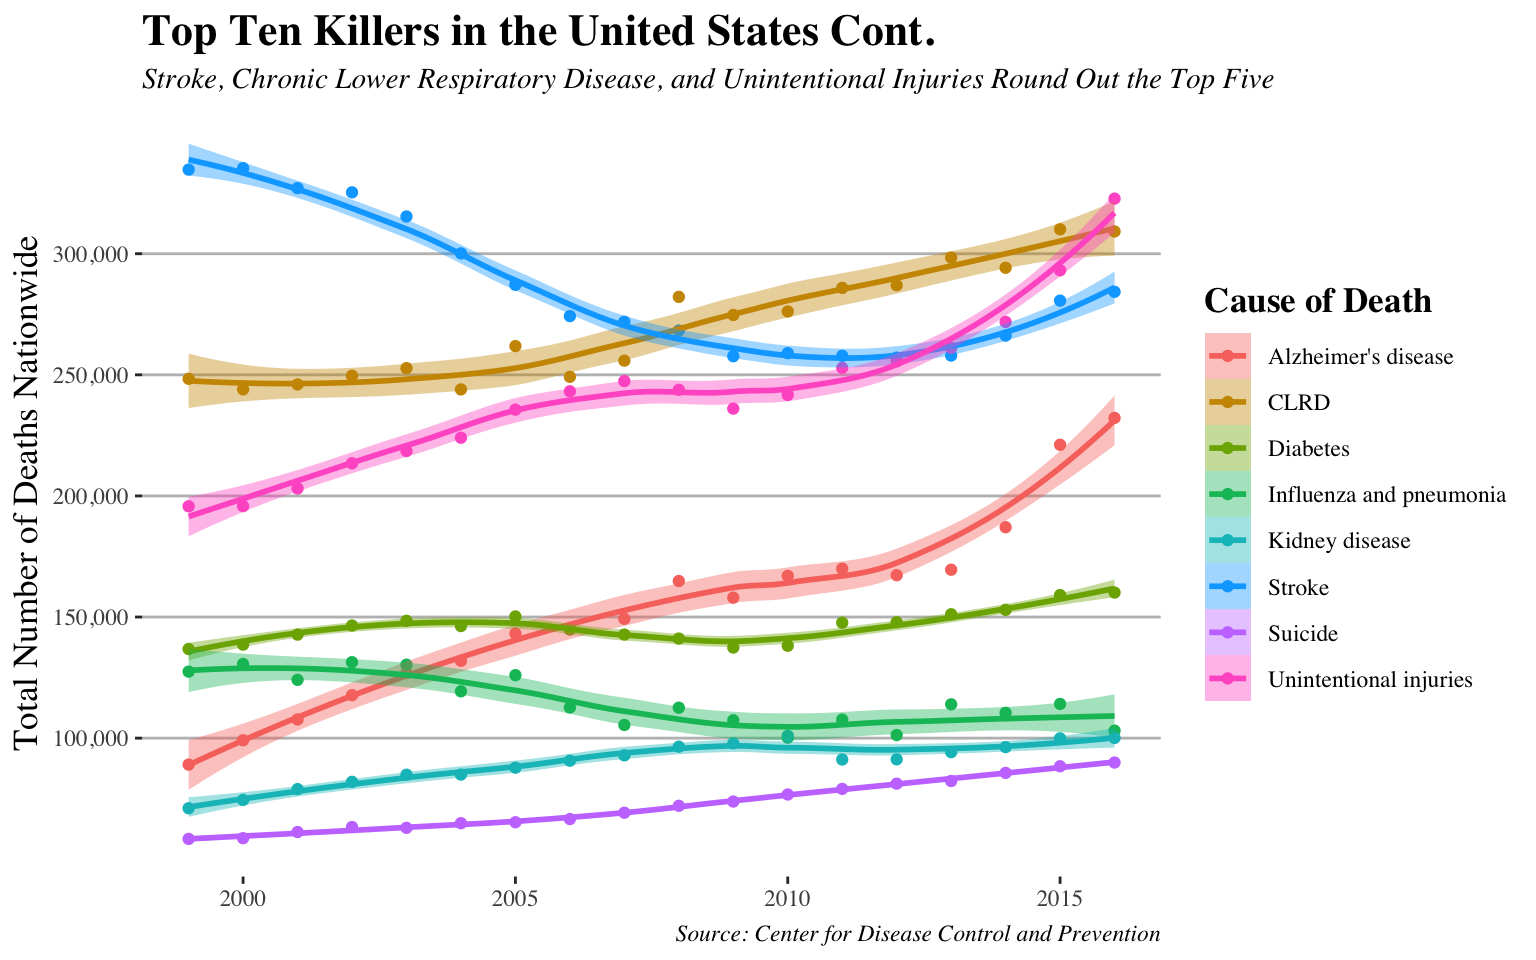 Top Ten Killers in the United States Cont.
Stroke, Chronic Lower Respiratory Disease, and Unintentional Injuries Round Out the Top Five
Total Number of Deaths Nationwide
300,000
250,000
200,000
150,000
100,000
2000
2005
2010
2015
Cause of Death
Alzheimer's disease
CLRD
Diabetes
Influenza and pneumonia
Kidney disease
Stroke
Suicide
Unintentional injuries
Source: Center for Disease Control and Prevention